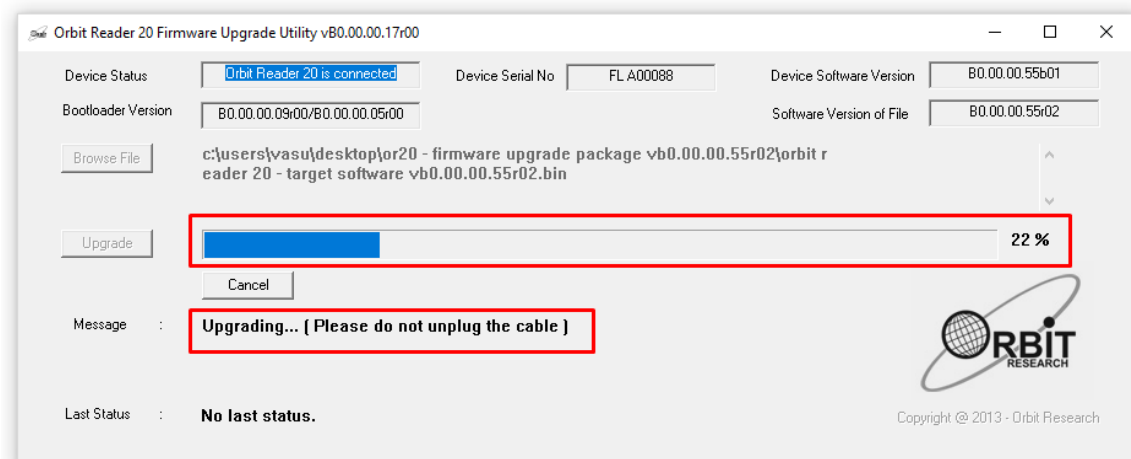 Orbit Reader 20 Firmware Upgrade Utility vB0.00.00.17r00
Device Status Orbit Reader 20 is connected Device Serial No FL A00088 Device Software Version B0.00.00.55b01
Bootloader Version B0.00.00.09r00/B0.00.00.05r00 Software Version of File B0.00.00.55r02
Browse File c:\users\vasu\desktop\or20 - firmware upgrade package vb0.00.00.55r02\orbit r
eader 20 - target software vb0.00.00.55r02.bin
Upgrade 22 %
Cancel
Message : Upgrading... ( Please do not unplug the cable )
ORBIT
RESEARCH
Last Status : No last status.
Copyright @ 2013 - Orbit Research